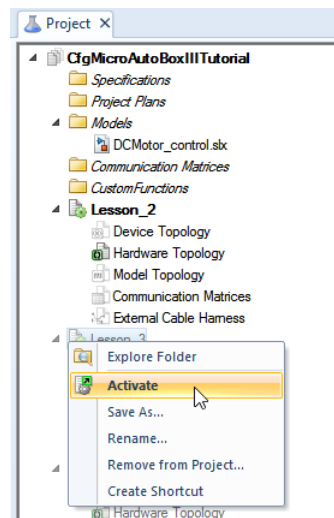 Project
CfgMicroAutoBoxIIITutorial
Specifications
Project Plans
Models
DCMotor_control.slx
Communication Matrices
CustomFunctions
Lesson_2
Device Topology
Hardware Topology
Model Topology
Communication Matrices
External Cable Harness
Lesson_3
Explore Folder
Activate
Save As...
Rename...
Remove from Project...
Create Shortcut
Hardware Topology